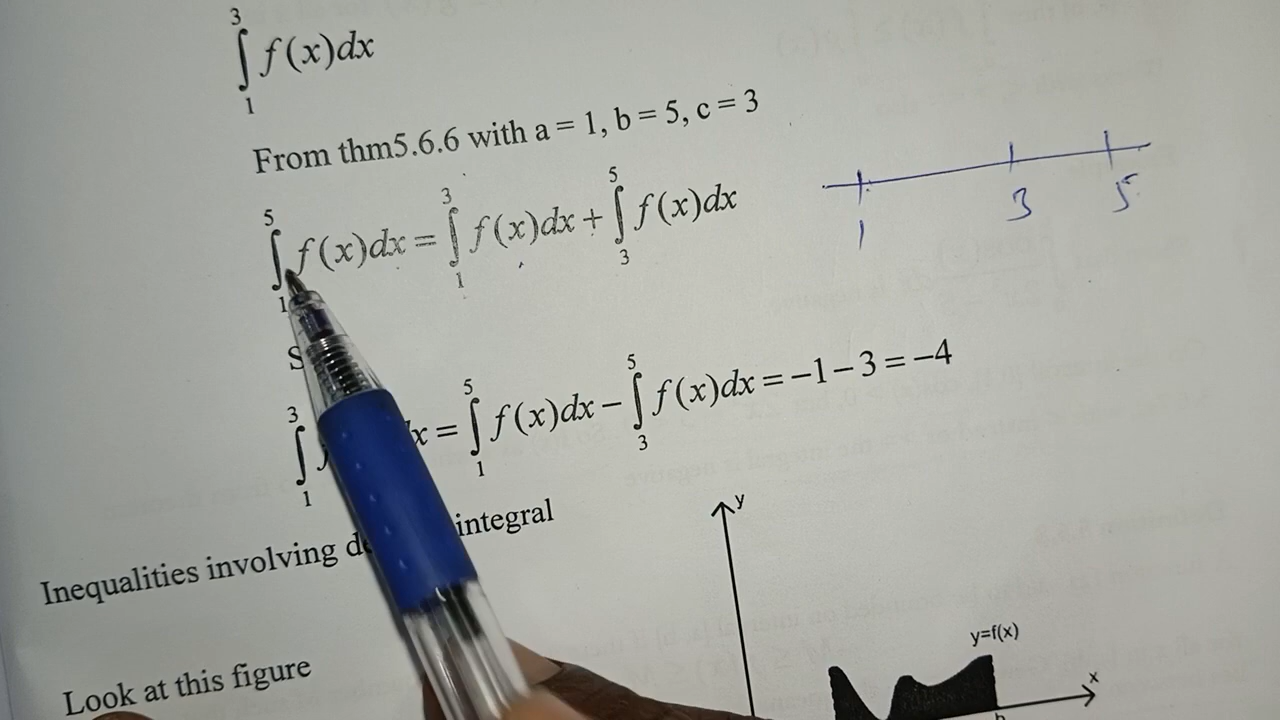 ∫₁³ f(x)dx
From thm5.6.6 with a = 1, b = 5, c = 3
∫₁⁵ f(x)dx = ∫₁³ f(x)dx + ∫₃⁵ f(x)dx
1 3 5
S
∫₁³ x = ∫₁⁵ f(x)dx − ∫₃⁵ f(x)dx = −1 − 3 = −4
Inequalities involving integral
Look at this figure
y
y=f(x)
x
b